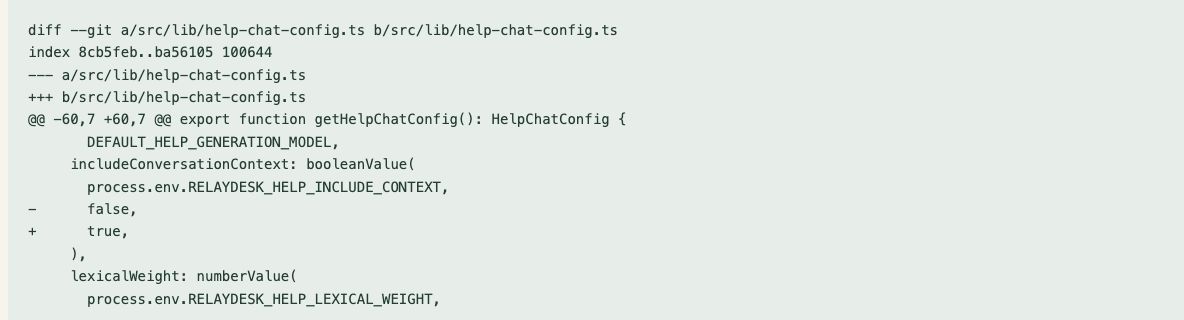 diff --git a/src/lib/help-chat-config.ts b/src/lib/help-chat-config.ts
index 8cb5feb..ba56105 100644
--- a/src/lib/help-chat-config.ts
+++ b/src/lib/help-chat-config.ts
@@ -60,7 +60,7 @@ export function getHelpChatConfig(): HelpChatConfig {
       DEFAULT_HELP_GENERATION_MODEL,
     includeConversationContext: booleanValue(
       process.env.RELAYDESK_HELP_INCLUDE_CONTEXT,
-      false,
+      true,
     ),
     lexicalWeight: numberValue(
       process.env.RELAYDESK_HELP_LEXICAL_WEIGHT,